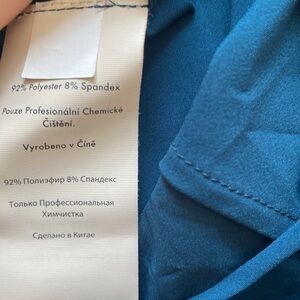 92% Polyester 8% Spandex
Pouze Profesionální Chemické
Čištění.
Vyrobeno v Číně
92% Полиэфир 8% Спандекс
Только Профессиональная
Химчистка
Сделано в Китае